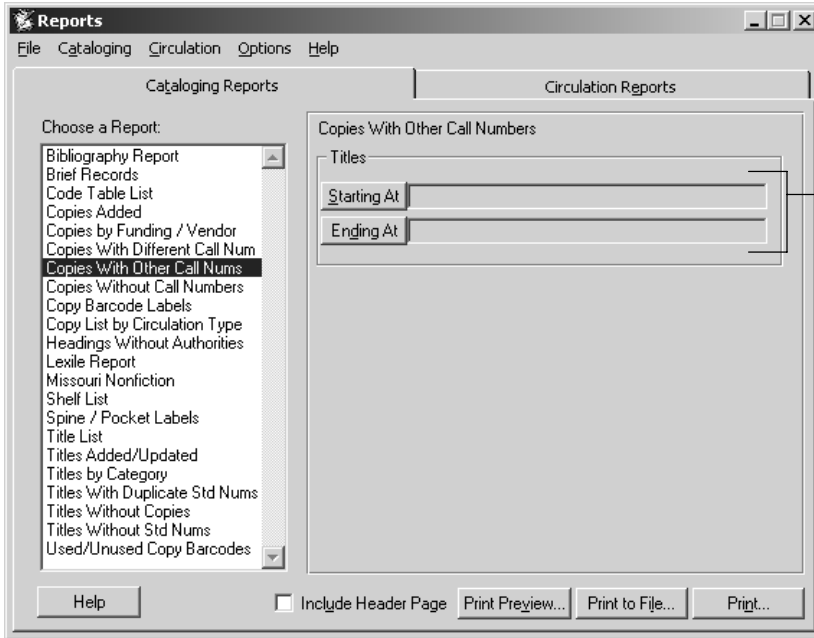 Reports
File Cataloging Circulation Options Help
Cataloging Reports
Circulation Reports
Choose a Report:
Bibliography Report
Brief Records
Code Table List
Copies Added
Copies by Funding / Vendor
Copies With Different Call Num
Copies With Other Call Nums
Copies Without Call Numbers
Copy Barcode Labels
Copy List by Circulation Type
Headings Without Authorities
Lexile Report
Missouri Nonfiction
Shelf List
Spine / Pocket Labels
Title List
Titles Added/Updated
Titles by Category
Titles With Duplicate Std Nums
Titles Without Copies
Titles Without Std Nums
Used/Unused Copy Barcodes
Copies With Other Call Numbers
Titles
Starting At
Ending At
Help
Include Header Page
Print Preview...
Print to File...
Print...